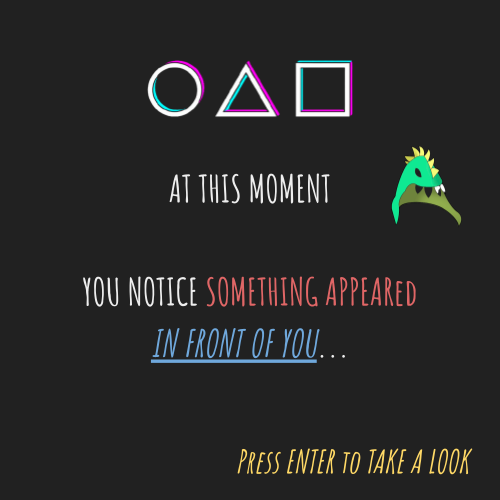 AT THIS MOMENT
YOU NOTICE SOMETHING APPEARed
IN FRONT OF YOU...
Press ENTER to TAKE A LOOK